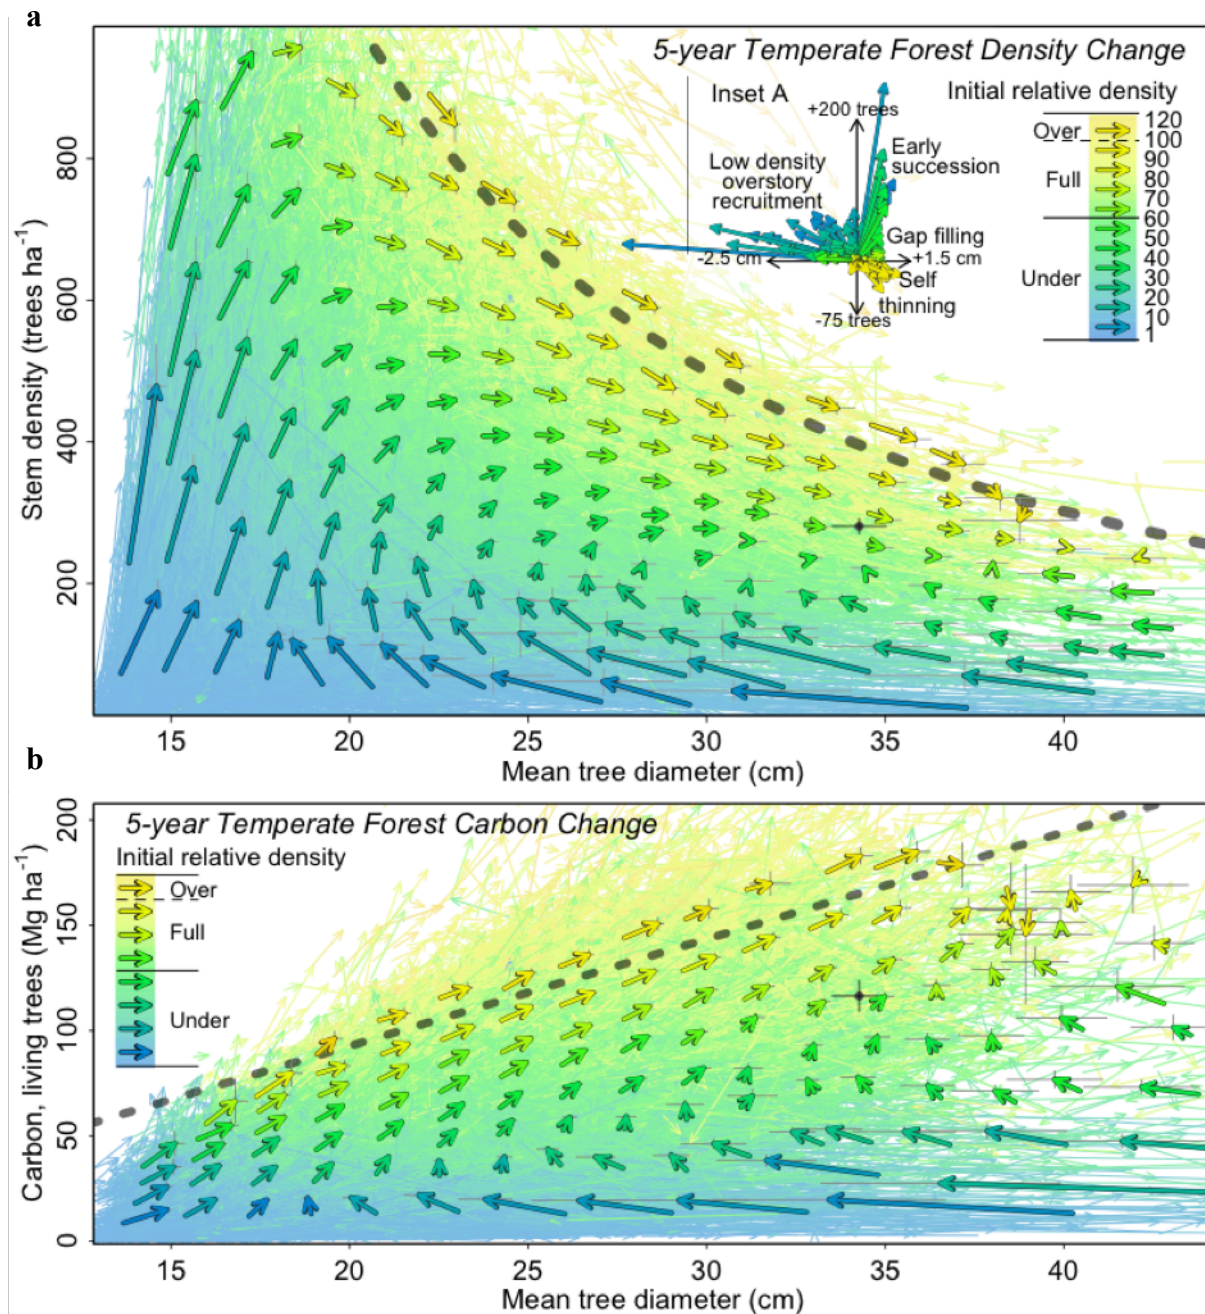 a
5-year Temperate Forest Density Change
Inset A
+200 trees
Early
succession
Low density
overstory
recruitment
Gap filling
-2.5 cm
+1.5 cm
Self
thinning
-75 trees
Initial relative density
Over
Full
Under
120
100
90
80
70
60
50
40
30
20
10
1
Stem density (trees ha⁻¹)
800
600
400
200
15 20 25 30 35 40
Mean tree diameter (cm)
b
5-year Temperate Forest Carbon Change
Initial relative density
Over
Full
Under
Carbon, living trees (Mg ha⁻¹)
200
150
100
50
0
15 20 25 30 35 40
Mean tree diameter (cm)